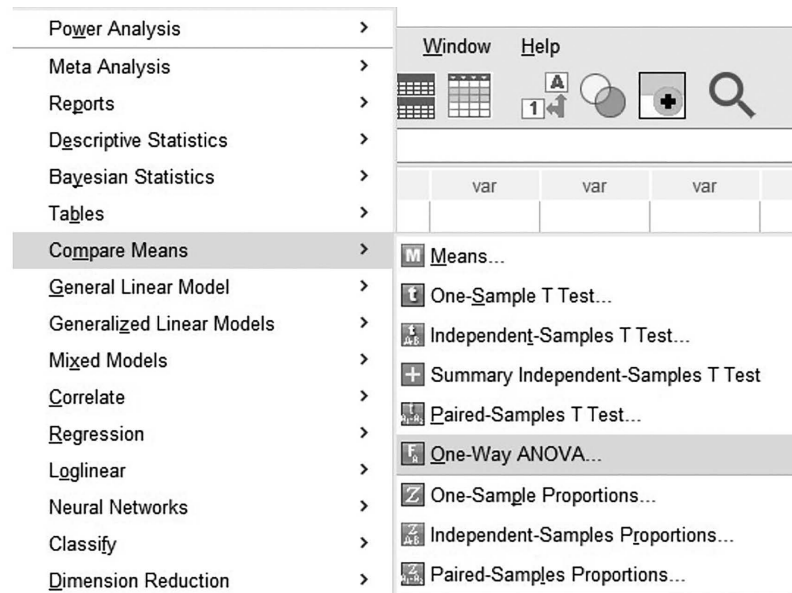 Power Analysis
Meta Analysis
Reports
Descriptive Statistics
Bayesian Statistics
Tables
Compare Means
General Linear Model
Generalized Linear Models
Mixed Models
Correlate
Regression
Loglinear
Neural Networks
Classify
Dimension Reduction
Window Help
A
1
var var var
M Means...
t One-Sample T Test...
Independent-Samples T Test...
Summary Independent-Samples T Test
Paired-Samples T Test...
One-Way ANOVA...
Z One-Sample Proportions...
Independent-Samples Proportions...
Paired-Samples Proportions...